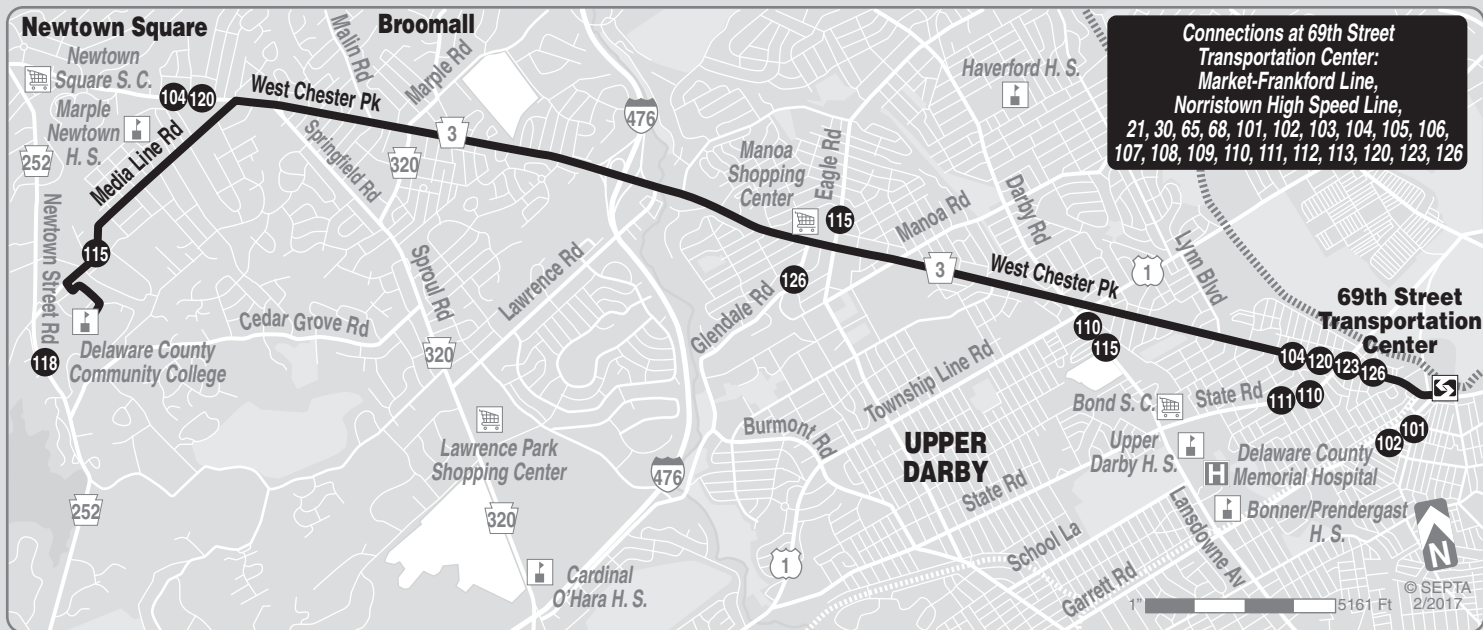 Newtown Square
Broomall
Newtown
Square S. C.
Marple
Newtown
H. S.
104
120
252
Media Line Rd
Newtown Street Rd
115
118
Delaware County
Community College
252
Malin Rd
Marple Rd
West Chester Pk
3
Springfield Rd
320
Sproul Rd
Lawrence Rd
Cedar Grove Rd
320
Lawrence Park
Shopping Center
320
Cardinal
O'Hara H. S.
476
476
Manoa
Shopping
Center
Eagle Rd
115
Glendale Rd
126
Manoa Rd
Haverford H. S.
Darby Rd
3
West Chester Pk
1
Lynn Blvd
Connections at 69th Street
Transportation Center:
Market-Frankford Line,
Norristown High Speed Line,
21, 30, 65, 68, 101, 102, 103, 104, 105, 106,
107, 108, 109, 110, 111, 112, 113, 120, 123, 126
69th Street
Transportation
Center
110
115
104
120
123
126
Township Line Rd
Burmont Rd
UPPER
DARBY
Bond S. C.
State Rd
111
110
101
102
Upper
Darby H. S.
H
Delaware County
Memorial Hospital
Bonner/Prendergast
H. S.
State Rd
School La
Lansdowne Av
Garrett Rd
1
N
© SEPTA
2/2017
1"
5161 Ft